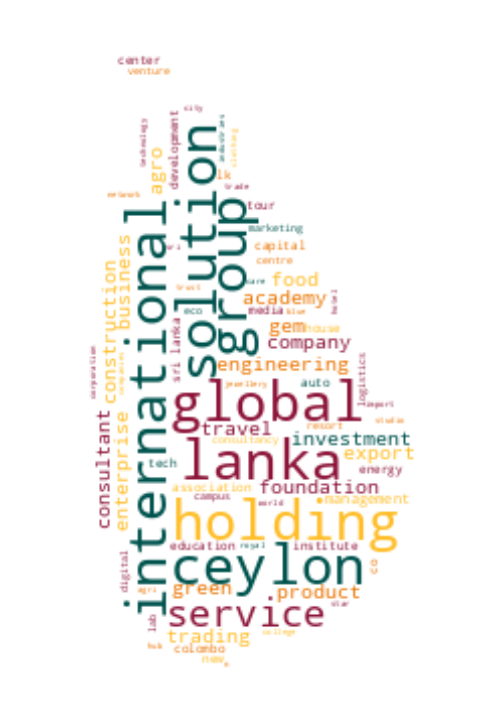 center
venture
city
technology
development
industries
clothing
agro
solution
lk
trade
network
international
group
tour
marketing
business
sri
capital
centre
construction
trust
care
food
academy
hotel
eco
media
blue
gem
house
sri lanka
company
corporation
companies
engineering
logistics
jewellery
auto
global
import
consultant
enterprise
travel
resort
studio
consultancy
investment
lanka
export
tech
energy
association
foundation
campus
world
management
holding
education
royal
institute
digital
ceylon
co
agri
green
product
lab
service
star
trading
college
hub
colombo
new